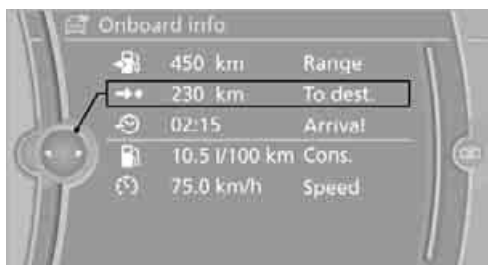 Onboard info
450 km Range
230 km To dest.
02:15 Arrival
10.5 l/100 km Cons.
75.0 km/h Speed